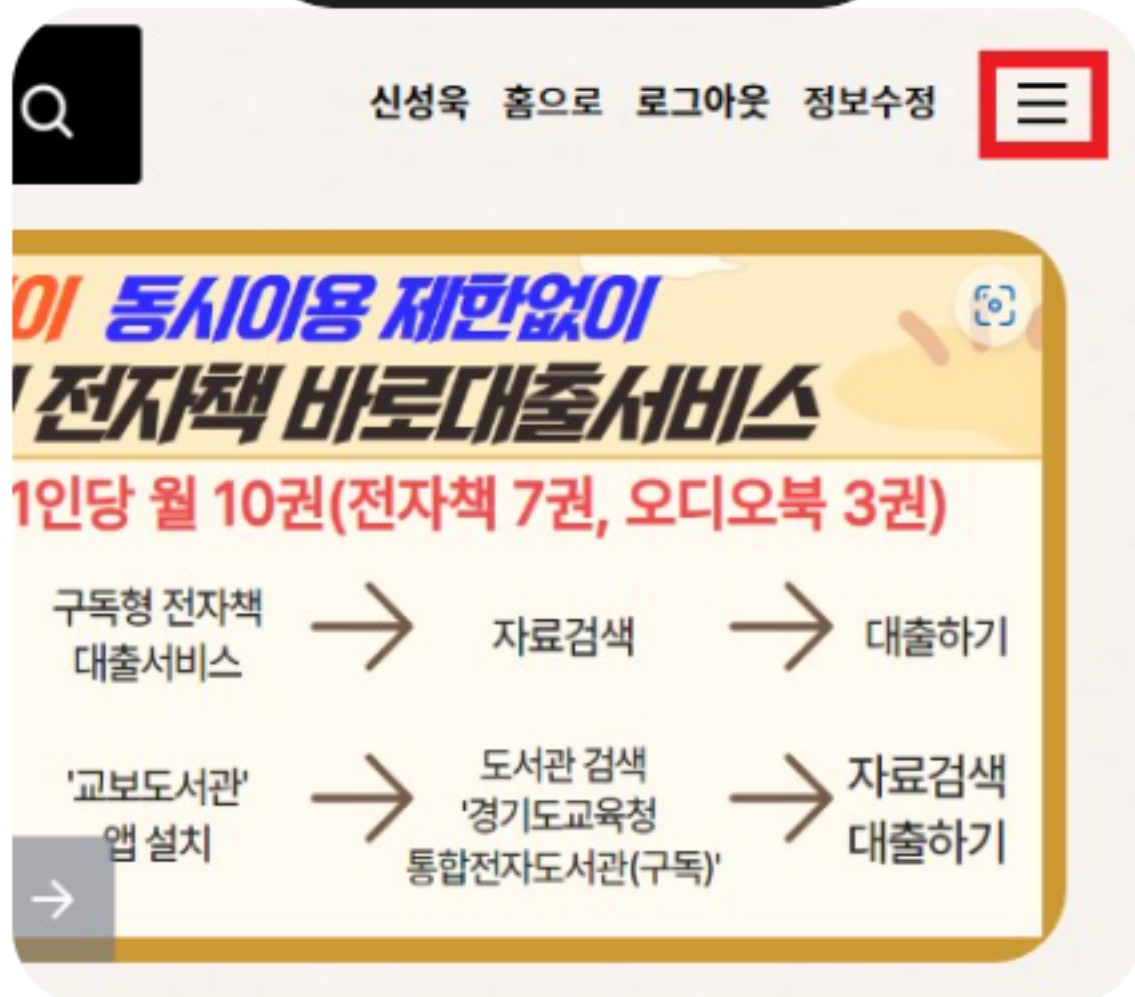 신성욱 홈으로 로그아웃 정보수정
이 동시이용 제한없이
전자책 바로대출서비스
1인당 월 10권(전자책 7권, 오디오북 3권)
구독형 전자책
대출서비스
자료검색
대출하기
'교보도서관'
앱 설치
도서관 검색
'경기도교육청
통합전자도서관(구독)'
자료검색
대출하기